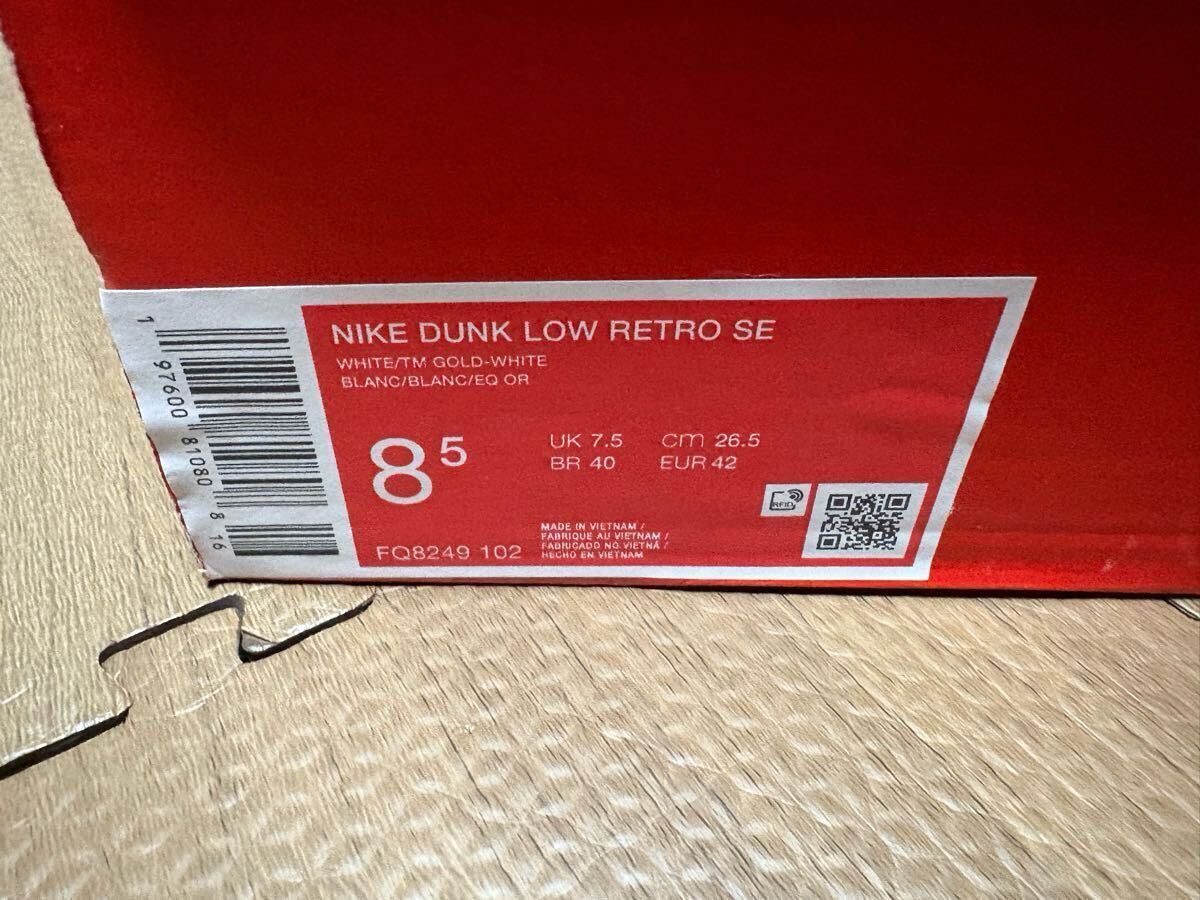 NIKE DUNK LOW RETRO SE
WHITE/TM GOLD-WHITE
BLANC/BLANC/EQ OR
8 5
UK 7.5 cm 26.5
BR 40 EUR 42
RFID
MADE IN VIETNAM /
FABRIQUE AU VIETNAM /
FABRICADO NO VIETNÃ /
HECHO EN VIETNAM
FQ8249 102
1 97600 81080 8 16